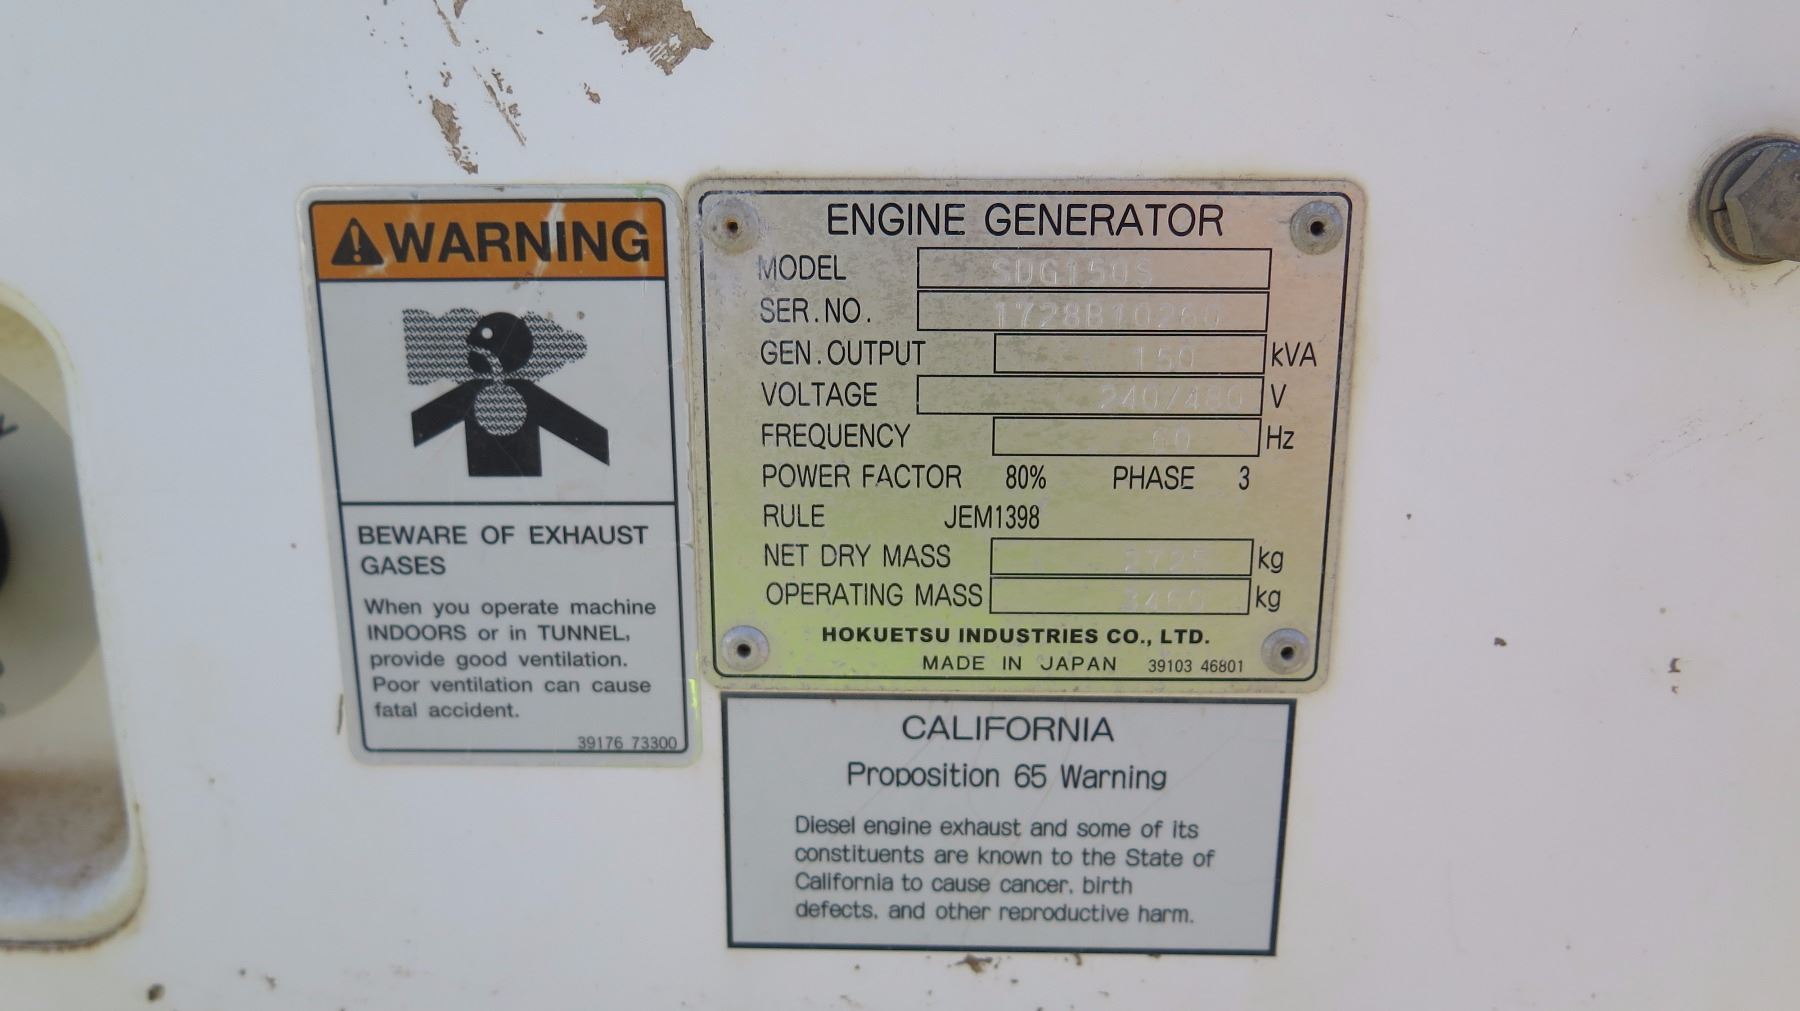 WARNING
BEWARE OF EXHAUST
GASES
When you operate machine
INDOORS or in TUNNEL,
provide good ventilation.
Poor ventilation can cause
fatal accident.
39176 73300
ENGINE GENERATOR
MODEL SDG150S
SER.NO. 1728B10260
GEN.OUTPUT 150 kVA
VOLTAGE 240/480 V
FREQUENCY 60 Hz
POWER FACTOR 80% PHASE 3
RULE JEM1398
NET DRY MASS 2725 kg
OPERATING MASS kg
HOKUETSU INDUSTRIES CO., LTD.
MADE IN JAPAN 39103 46801
CALIFORNIA
Proposition 65 Warning
Diesel engine exhaust and some of its
constituents are known to the State of
California to cause cancer, birth
defects, and other reproductive harm.